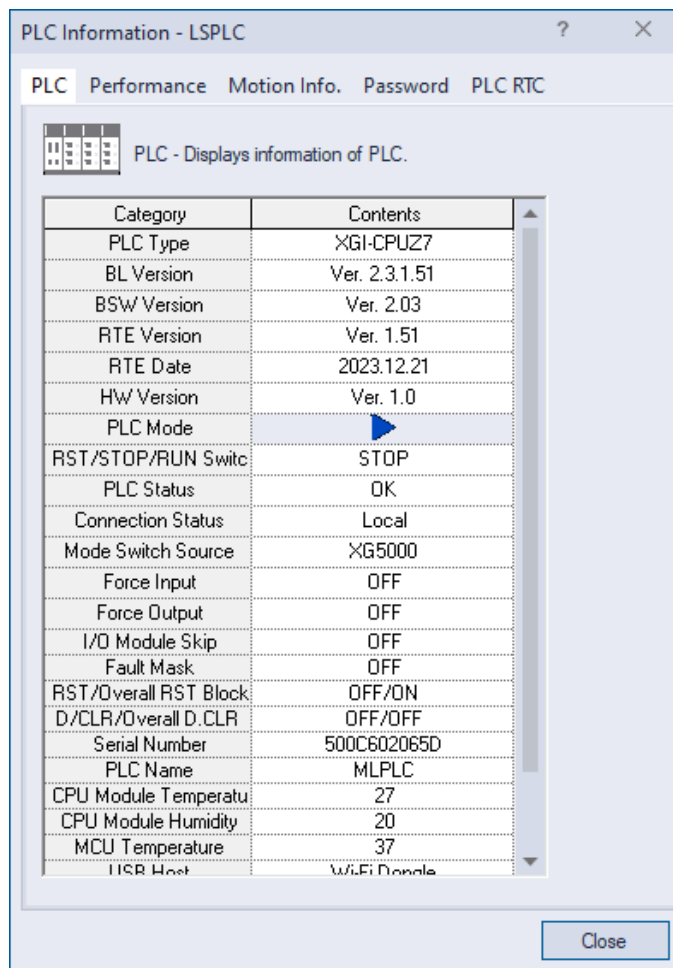 PLC Information - LSPLC ? ×
PLC Performance Motion Info. Password PLC RTC
PLC - Displays information of PLC.
Category Contents
PLC Type XGI-CPUZ7
BL Version Ver. 2.3.1.51
BSW Version Ver. 2.03
RTE Version Ver. 1.51
RTE Date 2023.12.21
HW Version Ver. 1.0
PLC Mode
RST/STOP/RUN Switc STOP
PLC Status OK
Connection Status Local
Mode Switch Source XG5000
Force Input OFF
Force Output OFF
I/O Module Skip OFF
Fault Mask OFF
RST/Overall RST Block OFF/ON
D/CLR/Overall D.CLR OFF/OFF
Serial Number 500C602065D
PLC Name MLPLC
CPU Module Temperatu 27
CPU Module Humidity 20
MCU Temperature 37
USB Host Wi-Fi Dongle
Close